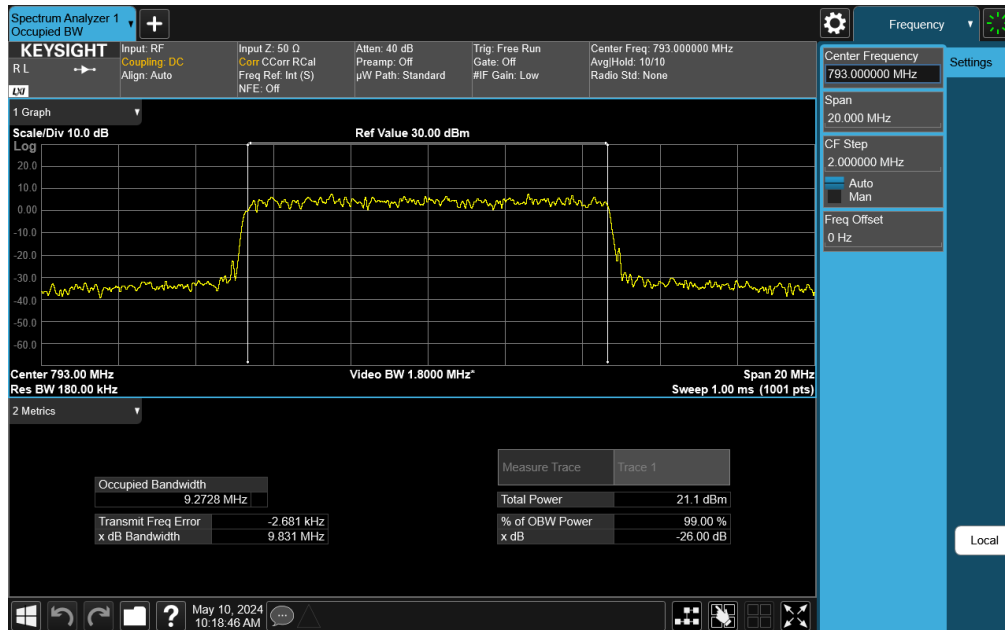 Spectrum Analyzer 1
Occupied BW
Frequency
KEYSIGHT
R L
LXI
Input: RF
Coupling: DC
Align: Auto
Input Z: 50 Ω
Corr CCorr RCal
Freq Ref: Int (S)
NFE: Off
Atten: 40 dB
Preamp: Off
µW Path: Standard
Trig: Free Run
Gate: Off
#IF Gain: Low
Center Freq: 793.000000 MHz
Avg|Hold: 10/10
Radio Std: None
Center Frequency
793.000000 MHz
Settings
Span
20.000 MHz
CF Step
2.000000 MHz
Auto
Man
Freq Offset
0 Hz
1 Graph
Scale/Div 10.0 dB
Ref Value 30.00 dBm
Log
20.0
10.0
0.00
-10.0
-20.0
-30.0
-40.0
-50.0
-60.0
Center 793.00 MHz
Video BW 1.8000 MHz*
Span 20 MHz
Res BW 180.00 kHz
Sweep 1.00 ms (1001 pts)
2 Metrics
Measure Trace
Trace 1
Occupied Bandwidth
9.2728 MHz
Total Power
21.1 dBm
Transmit Freq Error
-2.681 kHz
% of OBW Power
99.00 %
x dB Bandwidth
9.831 MHz
x dB
-26.00 dB
Local
?
May 10, 2024
10:18:46 AM